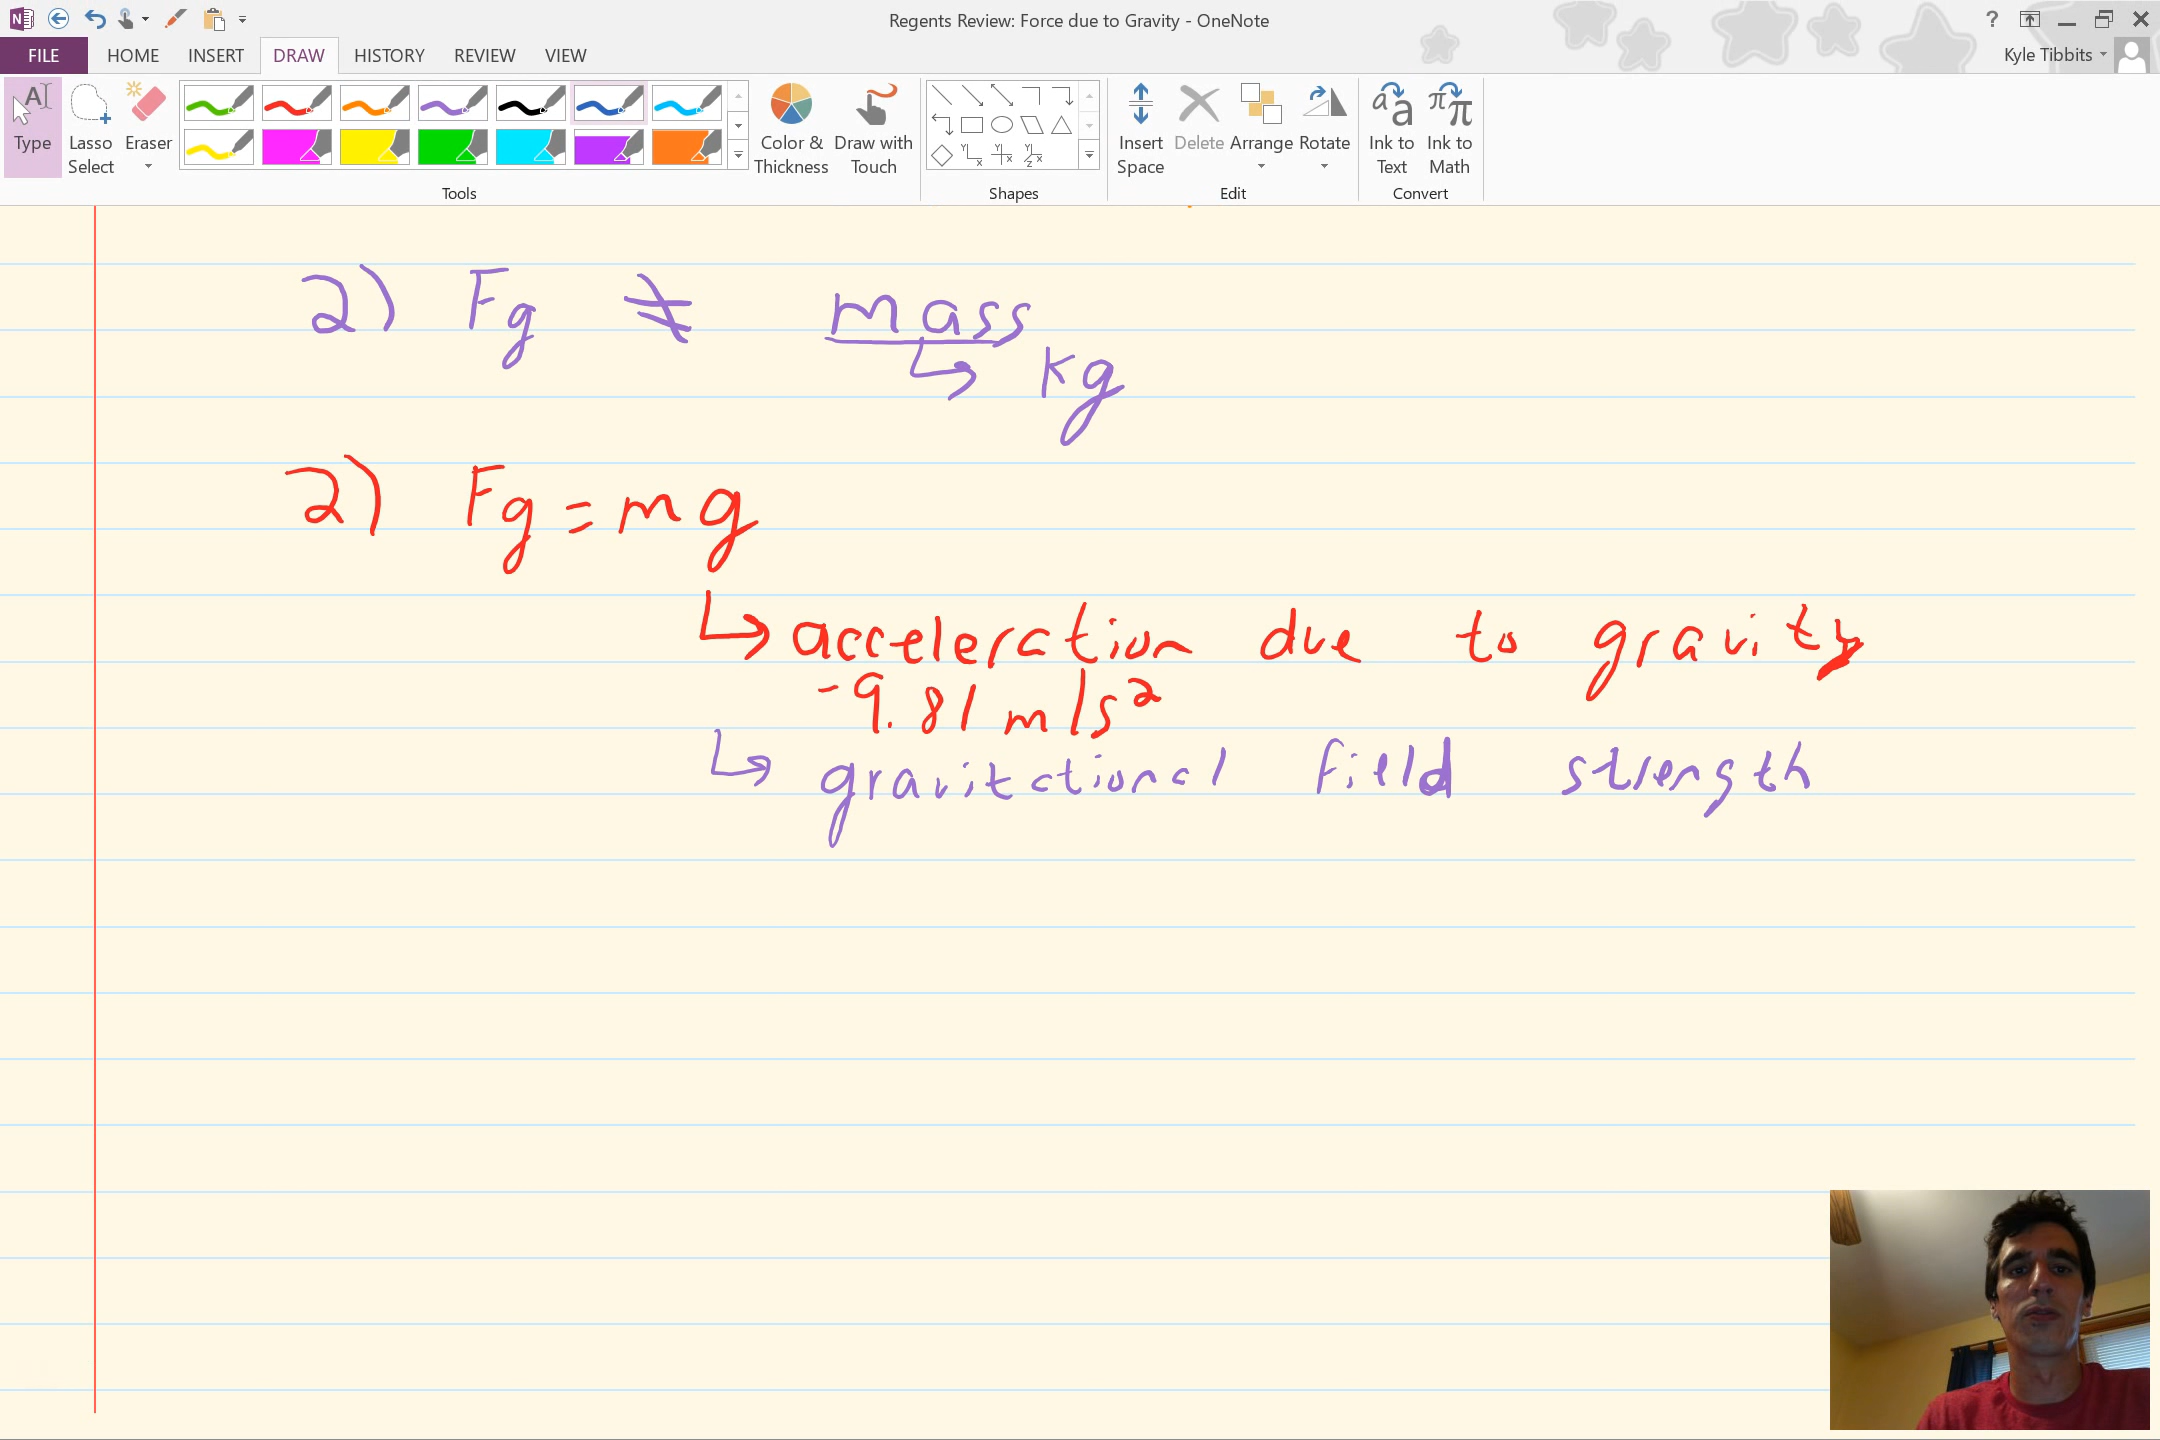 Regents Review: Force due to Gravity - OneNote
?
FILE HOME INSERT DRAW HISTORY REVIEW VIEW
Kyle Tibbits
Type
Lasso Select
Eraser
Color & Thickness
Draw with Touch
Insert Space
Delete
Arrange
Rotate
Ink to Text
Ink to Math
Tools
Shapes
Edit
Convert
2) Fg ≠ mass
↳ kg
2) Fg = mg
↳ acceleration due to gravity
-9.81 m/s²
↳ gravitational field strength